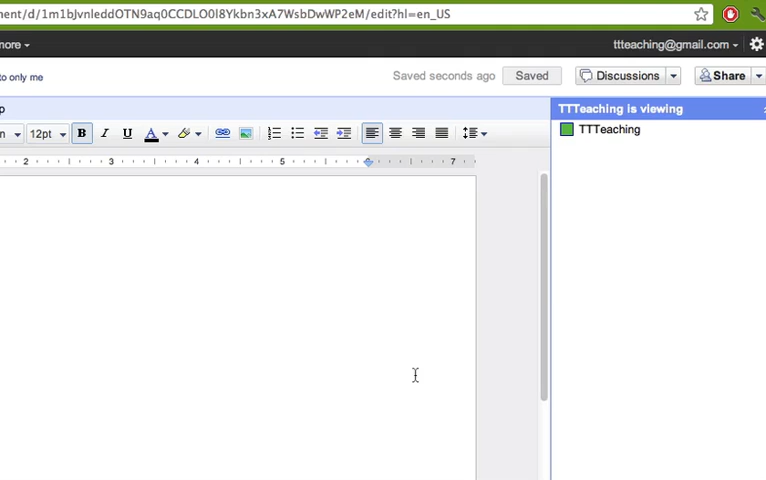 ment/d/1m1bJvnleddOTN9aq0CCDLO0l8Ykbn3xA7WsbDwWP2eM/edit?hl=en_US
more
ttteaching@gmail.com
to only me
Saved seconds ago
Saved
Discussions
Share
p
TTTeaching is viewing
n
12pt
B
I
U
A
TTTeaching
2
3
4
5
6
7